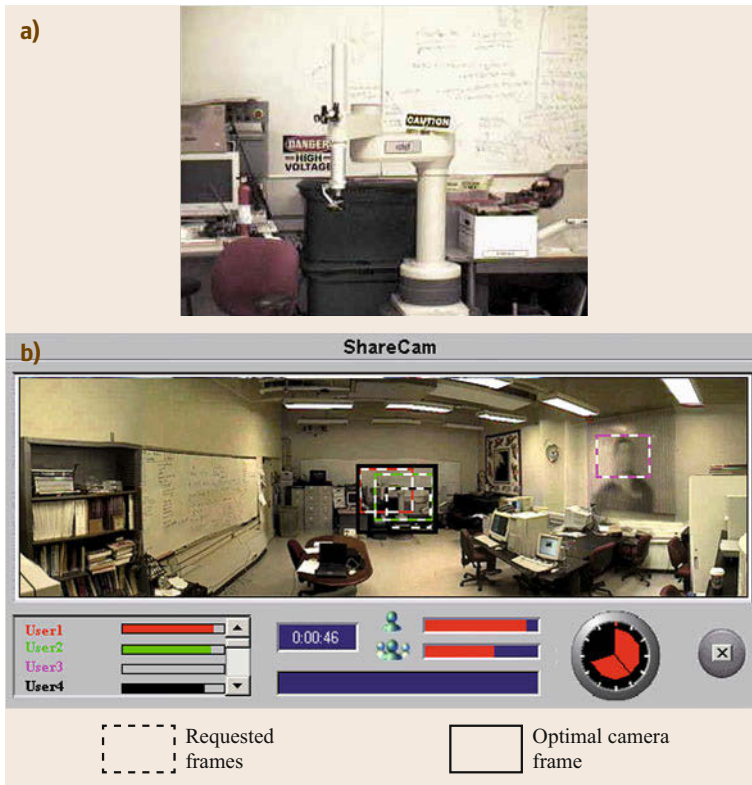 a)
CAUTION
DANGER
HIGH
VOLTAGE
b)
ShareCam
User1
User2
User3
User4
0:00:46
Requested
frames
Optimal camera
frame